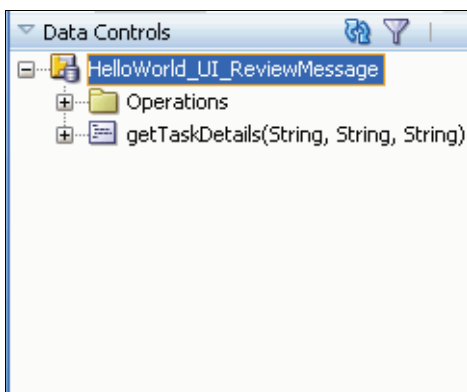 Data Controls
HelloWorld_UI_ReviewMessage
Operations
getTaskDetails(String, String, String)